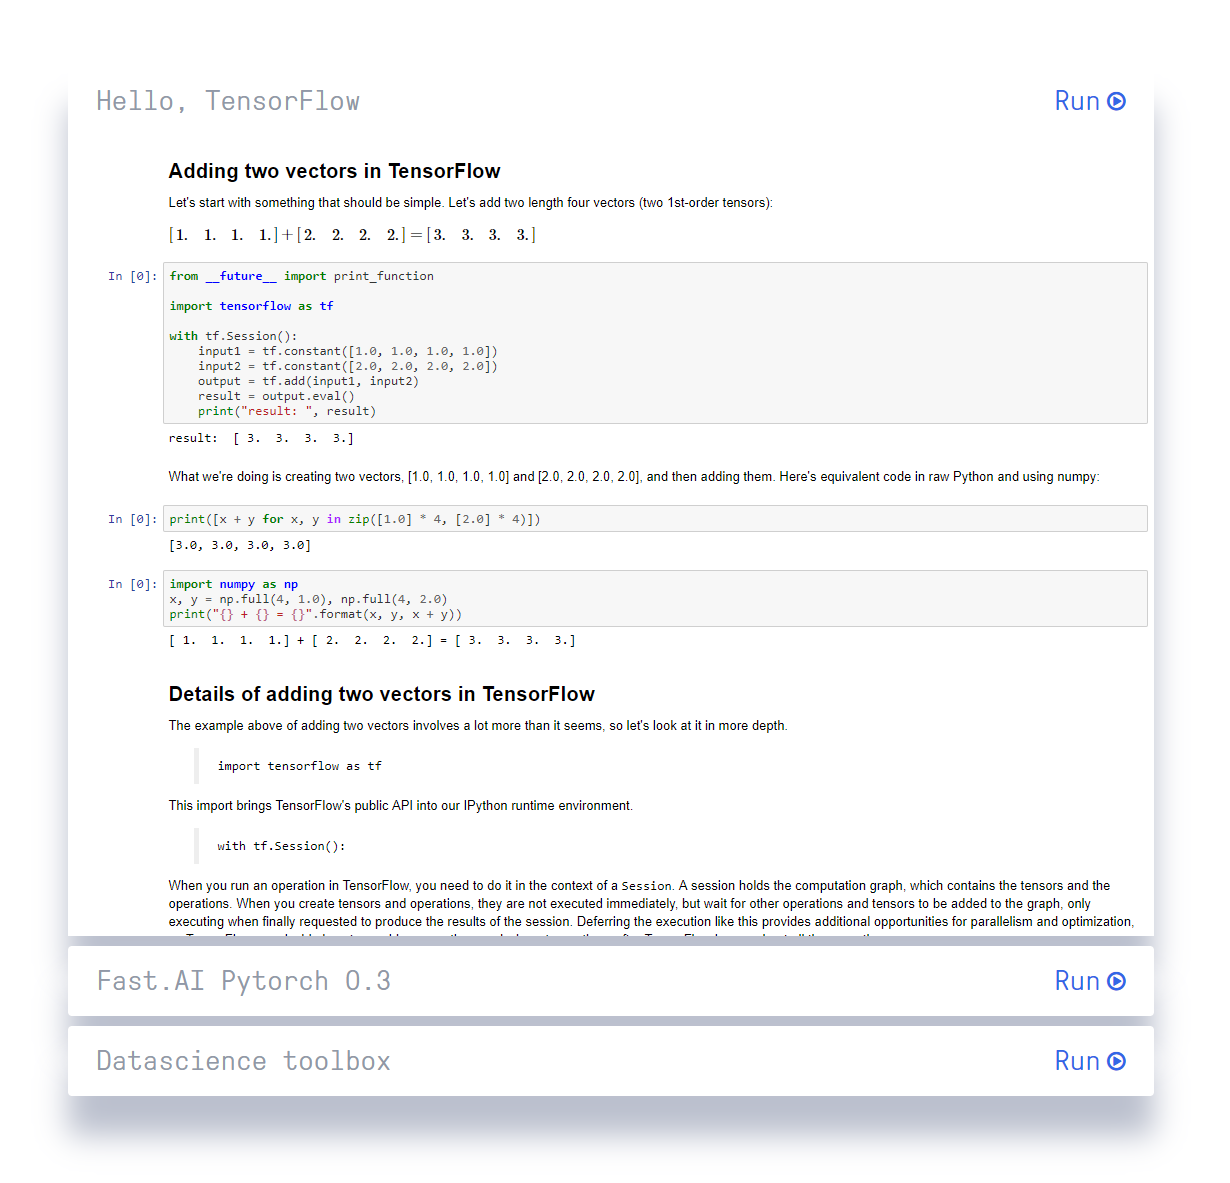 Hello, TensorFlow
Run
Adding two vectors in TensorFlow
Let's start with something that should be simple. Let's add two length four vectors (two 1st-order tensors):
[1. 1. 1. 1.] + [2. 2. 2. 2.] = [3. 3. 3. 3.]
In [0]: from __future__ import print_function
import tensorflow as tf
with tf.Session():
    input1 = tf.constant([1.0, 1.0, 1.0, 1.0])
    input2 = tf.constant([2.0, 2.0, 2.0, 2.0])
    output = tf.add(input1, input2)
    result = output.eval()
    print("result: ", result)
result:  [ 3.  3.  3.  3.]
What we're doing is creating two vectors, [1.0, 1.0, 1.0, 1.0] and [2.0, 2.0, 2.0, 2.0], and then adding them. Here's equivalent code in raw Python and using numpy:
In [0]: print([x + y for x, y in zip([1.0] * 4, [2.0] * 4)])
[3.0, 3.0, 3.0, 3.0]
In [0]: import numpy as np
x, y = np.full(4, 1.0), np.full(4, 2.0)
print("{} + {} = {}".format(x, y, x + y))
[ 1.  1.  1.  1.] + [ 2.  2.  2.  2.] = [ 3.  3.  3.  3.]
Details of adding two vectors in TensorFlow
The example above of adding two vectors involves a lot more than it seems, so let's look at it in more depth.
import tensorflow as tf
This import brings TensorFlow's public API into our IPython runtime environment.
with tf.Session():
When you run an operation in TensorFlow, you need to do it in the context of a Session. A session holds the computation graph, which contains the tensors and the
operations. When you create tensors and operations, they are not executed immediately, but wait for other operations and tensors to be added to the graph, only
executing when finally requested to produce the results of the session. Deferring the execution like this provides additional opportunities for parallelism and optimization,
Fast.AI Pytorch 0.3
Run
Datascience toolbox
Run